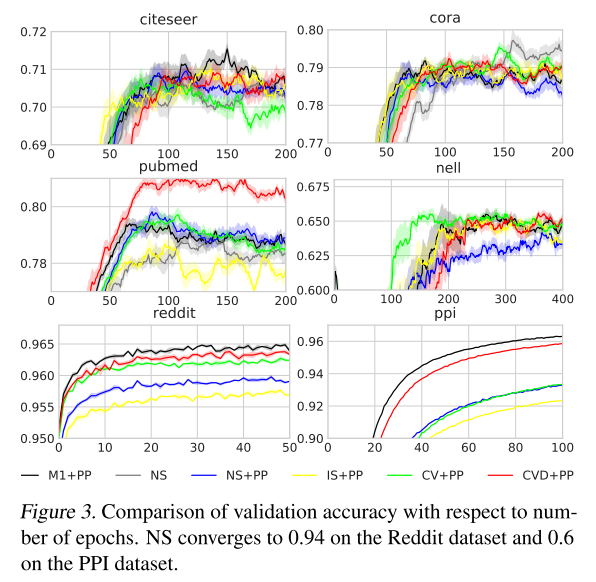 citeseer
cora
0.72
0.71
0.70
0.69
0 50 100 150 200
0.80
0.79
0.78
0.77
0 50 100 150 200
pubmed
nell
0.80
0.78
0 50 100 150 200
0.675
0.650
0.625
0.600
0 100 200 300 400
reddit
ppi
0.965
0.960
0.955
0.950
0 10 20 30 40 50
0.96
0.94
0.92
0.90
0 20 40 60 80 100
M1+PP NS NS+PP IS+PP CV+PP CVD+PP
Figure 3. Comparison of validation accuracy with respect to num-
ber of epochs. NS converges to 0.94 on the Reddit dataset and 0.6
on the PPI dataset.